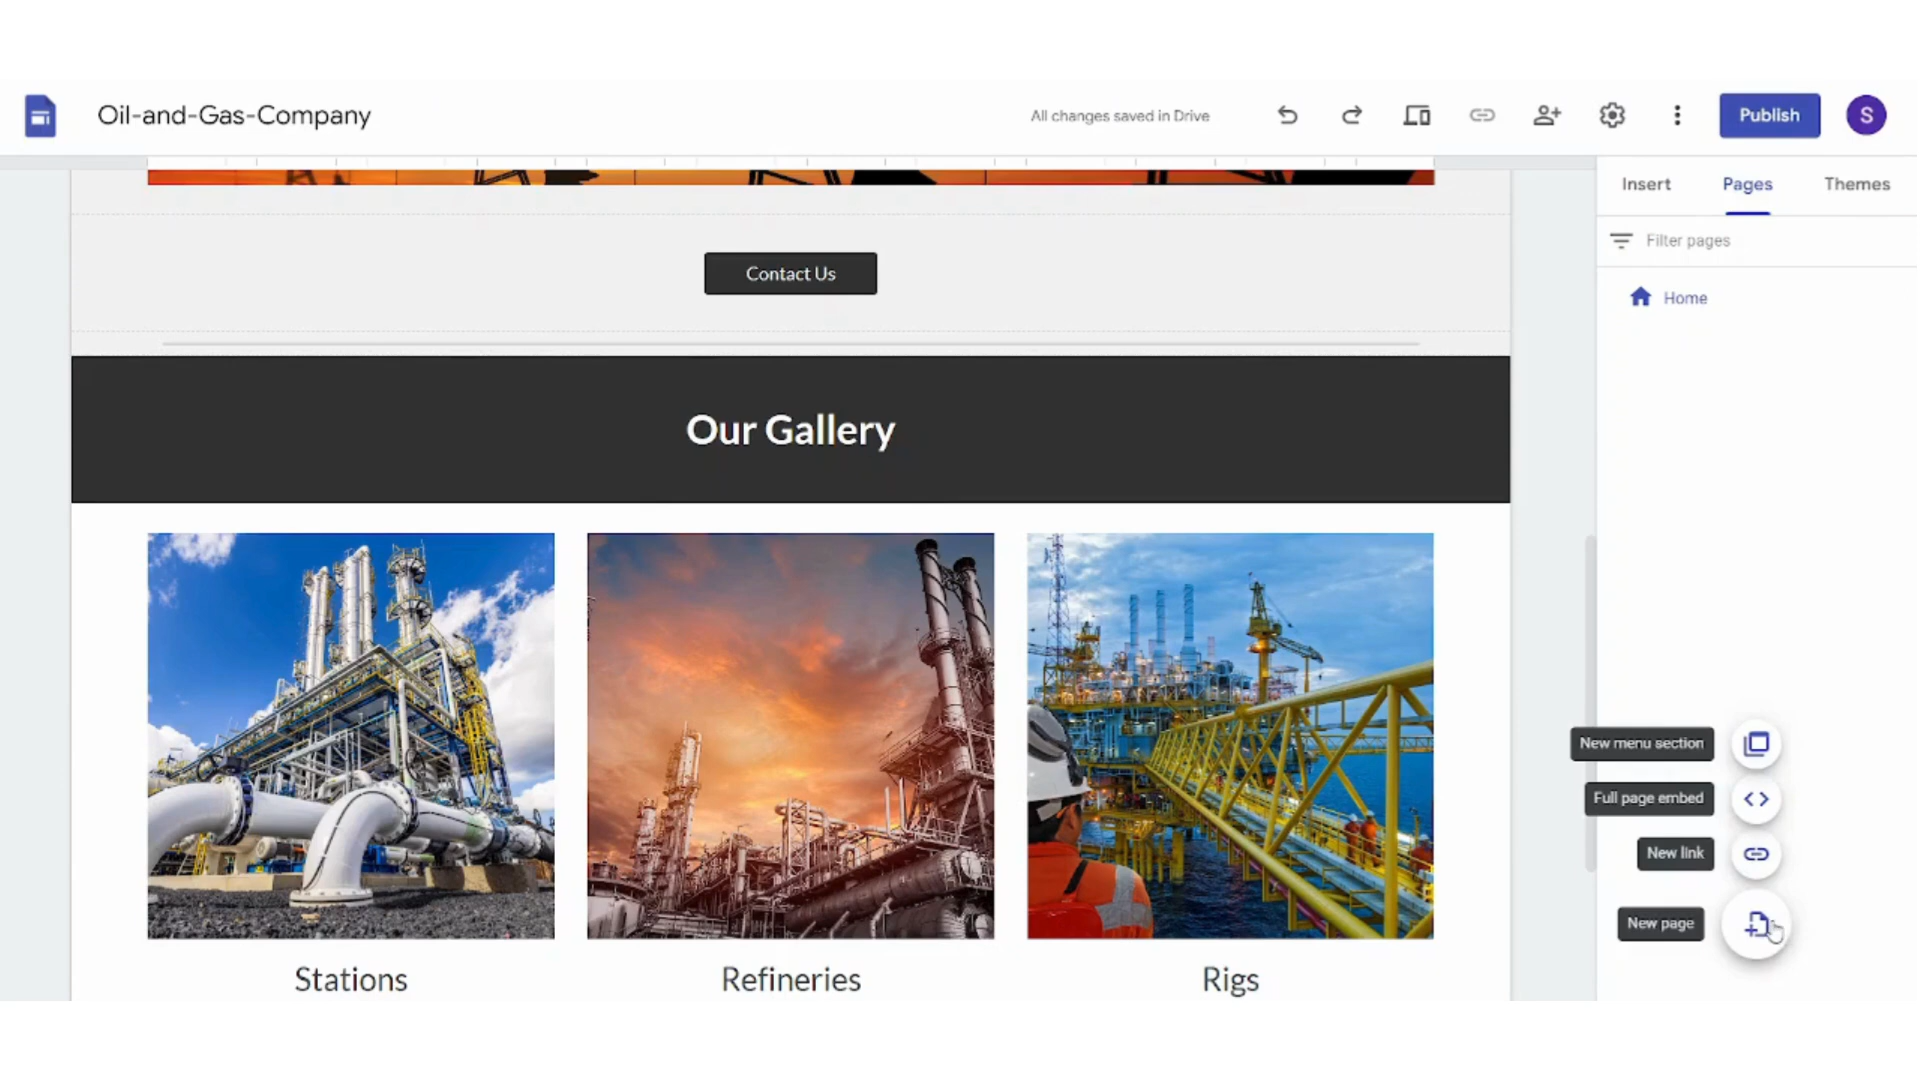 Oil-and-Gas-Company
All changes saved in Drive
Publish
S
Insert
Pages
Themes
Filter pages
Home
Contact Us
Our Gallery
Stations
Refineries
Rigs
New menu section
Full page embed
New link
New page